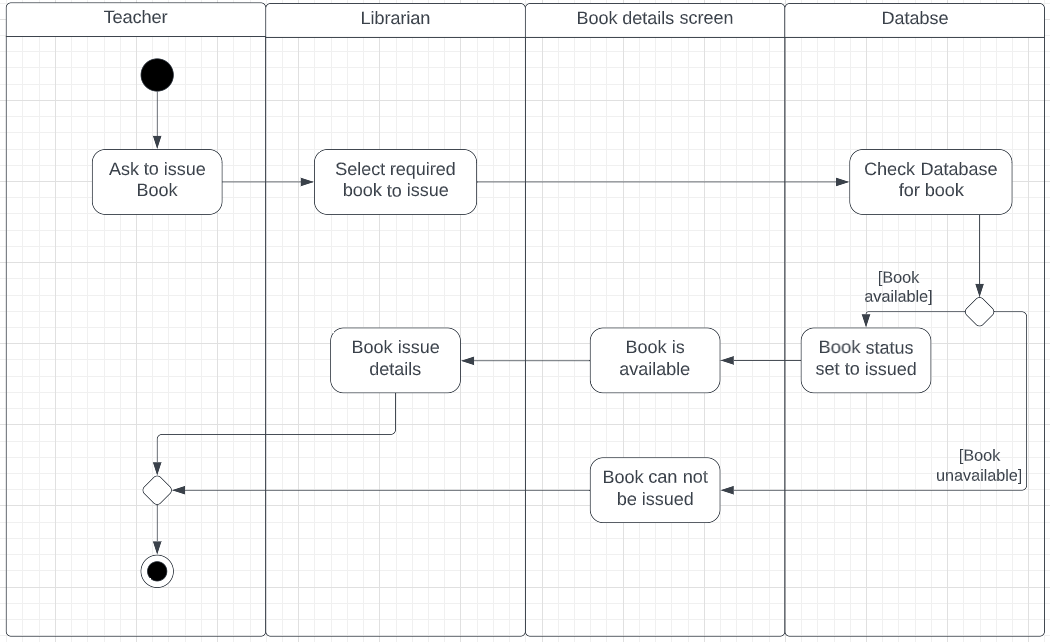 Teacher
Librarian
Book details screen
Databse
Ask to issue
Book
Select required
book to issue
Check Database
for book
[Book
available]
Book issue
details
Book is
available
Book status
set to issued
[Book
unavailable]
Book can not
be issued